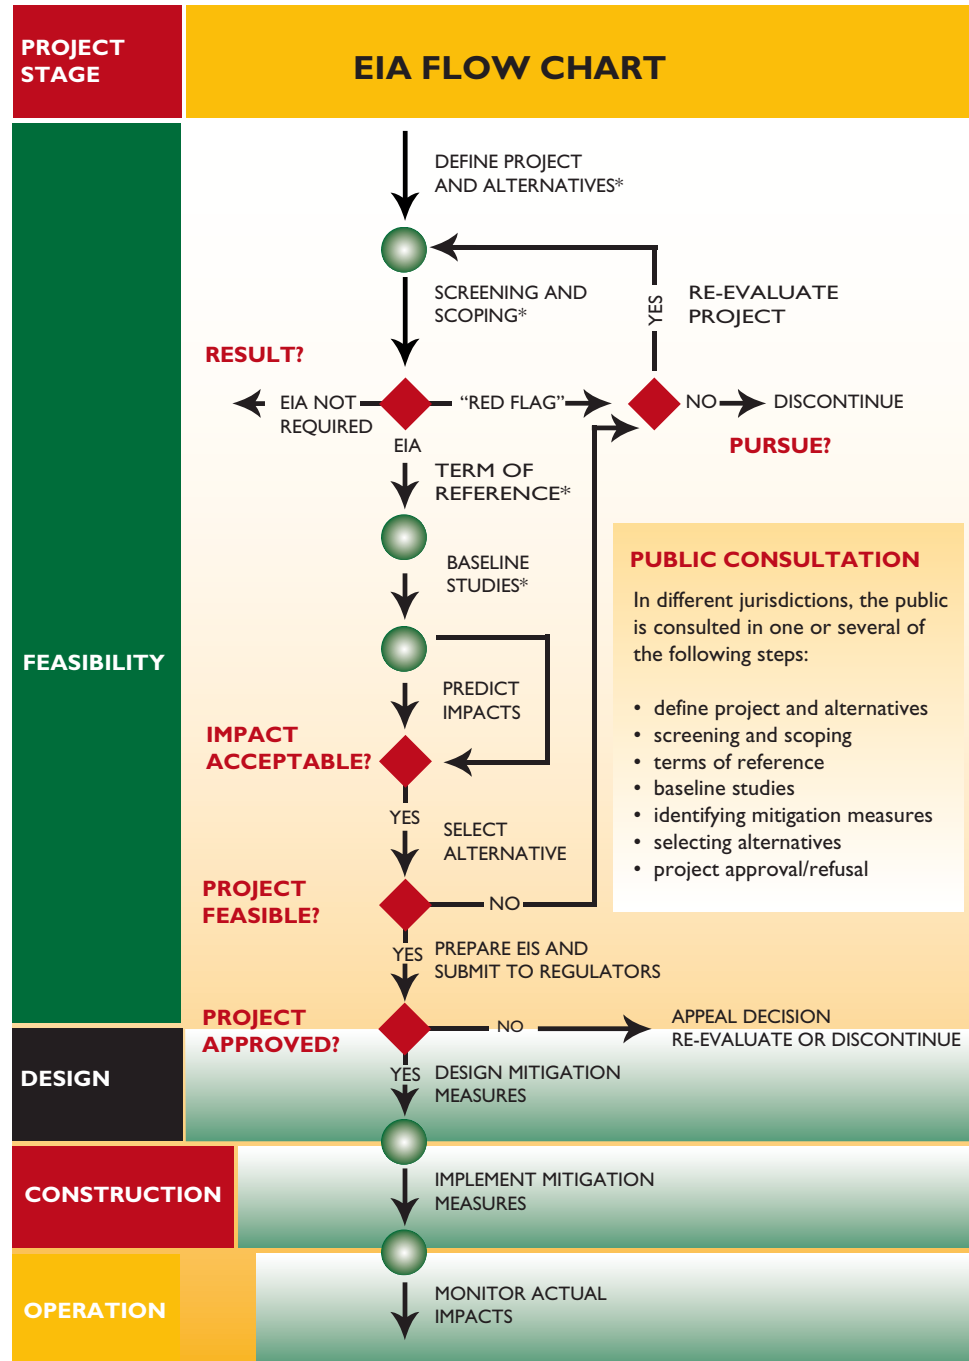 PROJECT
STAGE
EIA FLOW CHART
DEFINE PROJECT
AND ALTERNATIVES*
SCREENING AND
SCOPING*
YES
RE-EVALUATE
PROJECT
RESULT?
EIA NOT
REQUIRED
“RED FLAG”
NO
DISCONTINUE
PURSUE?
EIA
TERM OF
REFERENCE*
BASELINE
STUDIES*
FEASIBILITY
PREDICT
IMPACTS
IMPACT
ACCEPTABLE?
YES
SELECT
ALTERNATIVE
PROJECT
FEASIBLE?
NO
YES
PREPARE EIS AND
SUBMIT TO REGULATORS
PUBLIC CONSULTATION
In different jurisdictions, the public
is consulted in one or several of
the following steps:
• define project and alternatives
• screening and scoping
• terms of reference
• baseline studies
• identifying mitigation measures
• selecting alternatives
• project approval/refusal
PROJECT
APPROVED?
NO
APPEAL DECISION
RE-EVALUATE OR DISCONTINUE
DESIGN
YES
DESIGN MITIGATION
MEASURES
CONSTRUCTION
IMPLEMENT MITIGATION
MEASURES
OPERATION
MONITOR ACTUAL
IMPACTS